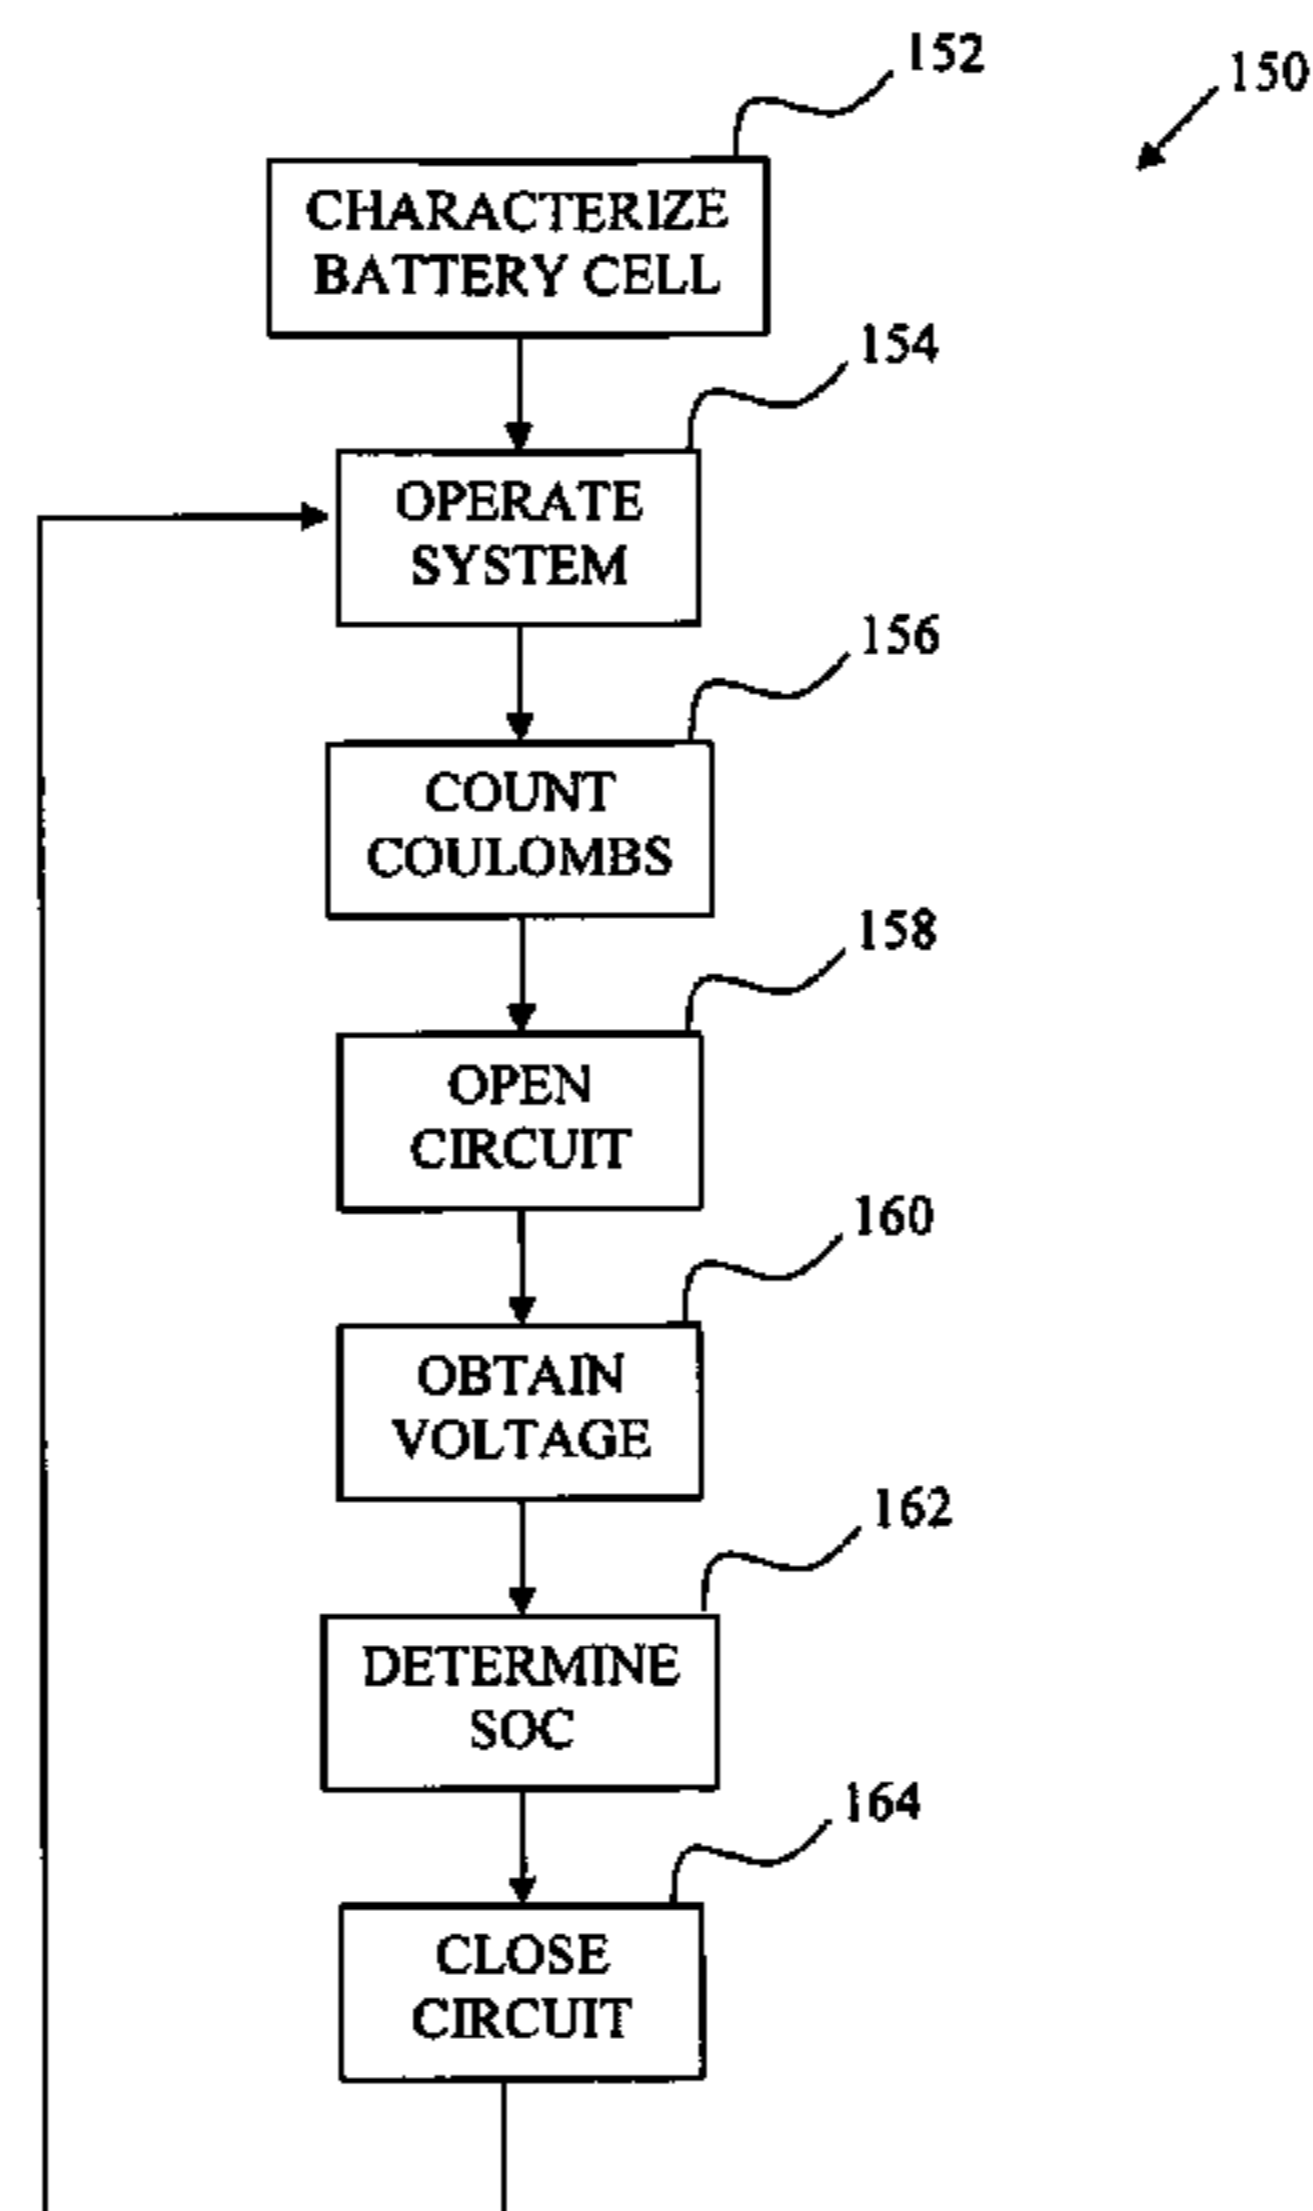 152
150
CHARACTERIZE
BATTERY CELL
154
OPERATE
SYSTEM
156
COUNT
COULOMBS
158
OPEN
CIRCUIT
160
OBTAIN
VOLTAGE
162
DETERMINE
SOC
164
CLOSE
CIRCUIT